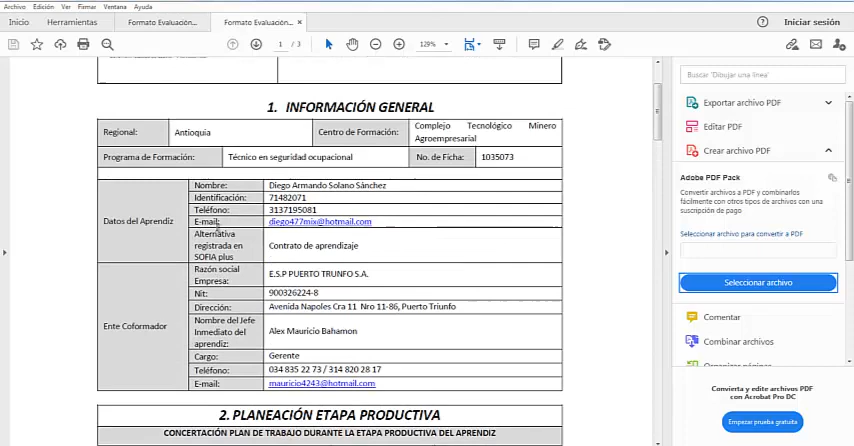 Archivo Edición Ver Firmar Ventana Ayuda
Inicio Herramientas Formato Evaluación... Formato Evaluación... × Iniciar sesión
1 / 3 129%
1. INFORMACIÓN GENERAL
Regional: Antioquia Centro de Formación: Complejo Tecnológico Minero
Agroempresarial
Programa de Formación: Técnico en seguridad ocupacional No. de Ficha: 1035073
Datos del Aprendiz
Nombre: Diego Armando Solano Sánchez
Identificación: 71482071
Teléfono: 3137195081
E-mail: diego477mix@hotmail.com
Alternativa
registrada en
SOFIA plus
Contrato de aprendizaje
Ente Coformador
Razón social
Empresa:
E.S.P PUERTO TRUNFO S.A.
Nit: 900326224-8
Dirección: Avenida Napoles Cra 11 Nro 11-86, Puerto Triunfo
Nombre del Jefe
Inmediato del
aprendiz:
Alex Mauricio Bahamon
Cargo: Gerente
Teléfono: 034 835 22 73 / 314 820 28 17
E-mail: mauricio4243@hotmail.com
2. PLANEACIÓN ETAPA PRODUCTIVA
CONCERTACIÓN PLAN DE TRABAJO DURANTE LA ETAPA PRODUCTIVA DEL APRENDIZ
Buscar 'Dibujar una línea'
Exportar archivo PDF
Editar PDF
Crear archivo PDF
Adobe PDF Pack
Convertir archivos a PDF y combinarlos
fácilmente con otros tipos de archivos con una
suscripción de pago
Seleccionar archivo para convertir a PDF
Seleccionar archivo
Comentar
Combinar archivos
Organizar páginas
Convierta y edite archivos PDF
con Acrobat Pro DC
Empezar prueba gratuita